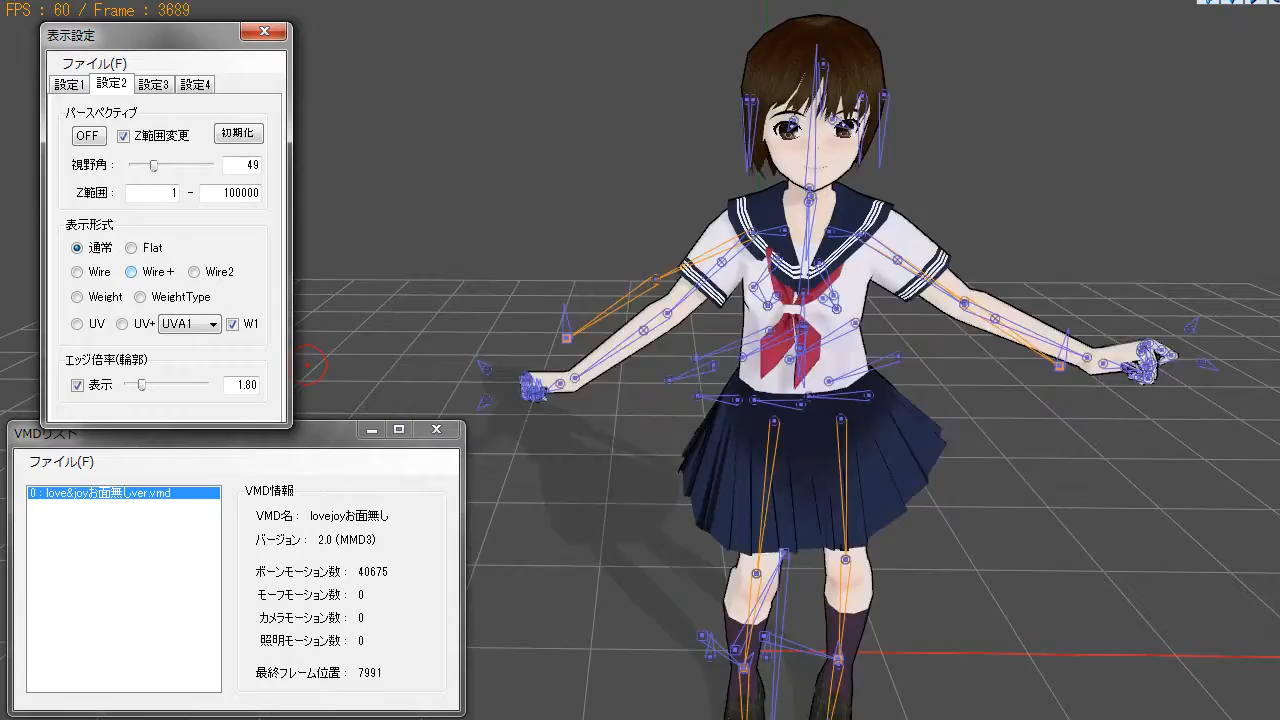 FPS : 60 / Frame : 3689
表示設定
ファイル(F)
設定1 設定2 設定3 設定4
パースペクティブ
OFF Z範囲変更 初期化
視野角 : 49
Z範囲 : 1 - 100000
表示形式
通常 Flat
Wire Wire+ Wire2
Weight WeightType
UV UV+ UVA1 W1
エッジ倍率(輪郭)
表示 1.80
VMDリスト
ファイル(F)
0 : love&joyお面無しver.vmd
VMD情報
VMD名 : lovejoyお面無し
バージョン : 2.0 (MMD3)
ボーンモーション数 : 40675
モーフモーション数 : 0
カメラモーション数 : 0
照明モーション数 : 0
最終フレーム位置 : 7991